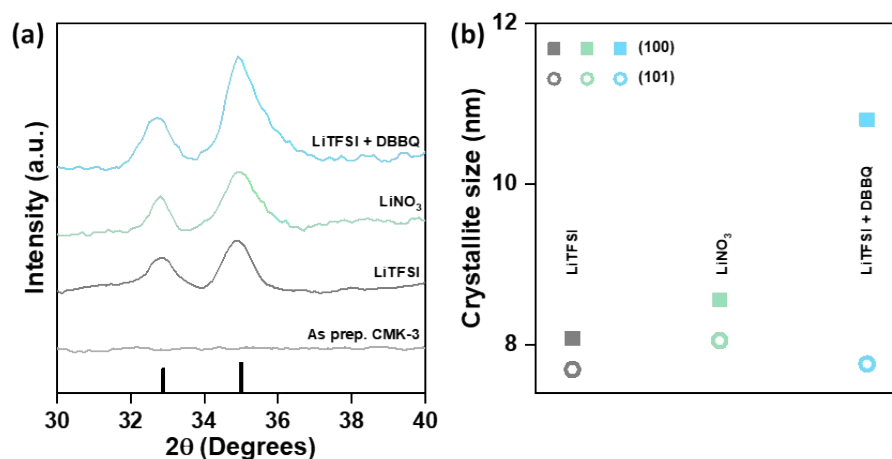 (a)
Intensity (a.u.)
LiTFSI + DBBQ
LiNO₃
LiTFSI
As prep. CMK-3
30 32 34 36 38 40
2θ (Degrees)
(b)
Crystallite size (nm)
12
10
8
(100)
(101)
LiTFSI
LiNO₃
LiTFSI + DBBQ